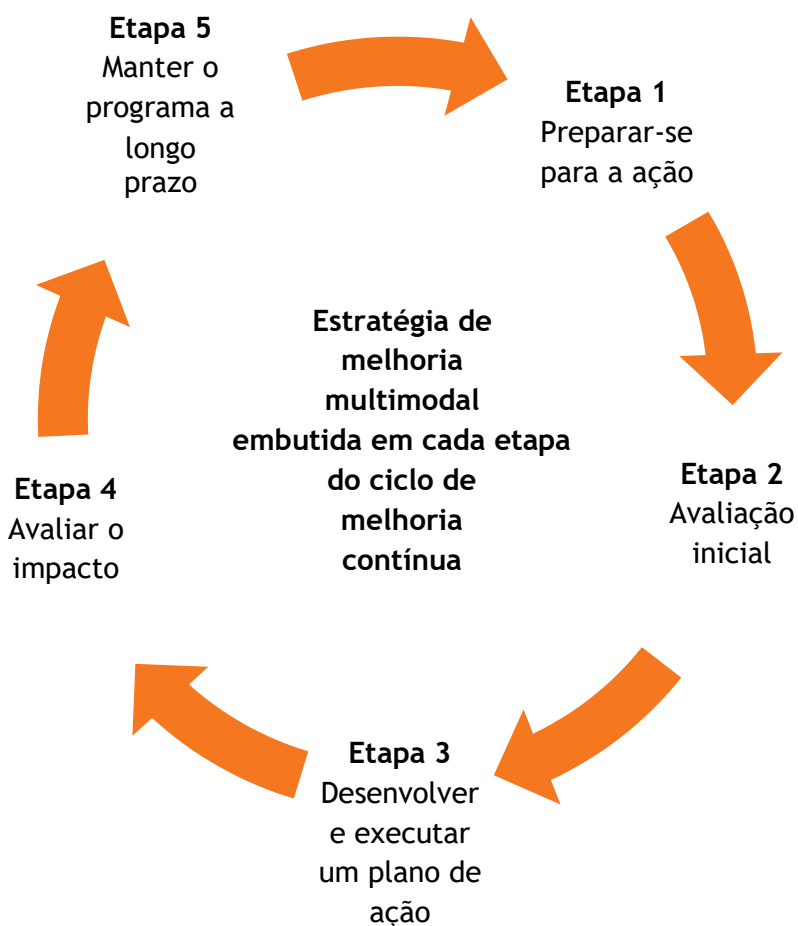 Etapa 5
Manter o
programa a
longo
prazo
Etapa 1
Preparar-se
para a ação
Estratégia de
melhoria
multimodal
embutida em cada etapa
do ciclo de
melhoria
contínua
Etapa 2
Avaliação
inicial
Etapa 4
Avaliar o
impacto
Etapa 3
Desenvolver
e executar
um plano de
ação